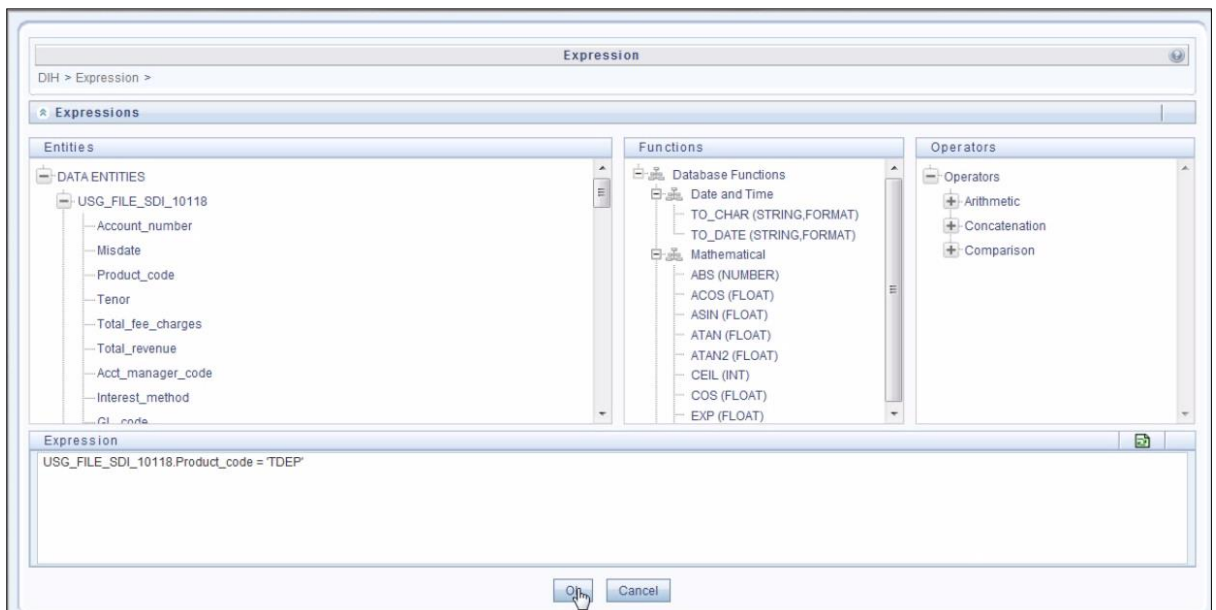 Expression
DIH > Expression >
Expressions
Entities
DATA ENTITIES
USG_FILE_SDI_10118
Account_number
Misdate
Product_code
Tenor
Total_fee_charges
Total_revenue
Acct_manager_code
Interest_method
GL_code
Functions
Database Functions
Date and Time
TO_CHAR (STRING,FORMAT)
TO_DATE (STRING,FORMAT)
Mathematical
ABS (NUMBER)
ACOS (FLOAT)
ASIN (FLOAT)
ATAN (FLOAT)
ATAN2 (FLOAT)
CEIL (INT)
COS (FLOAT)
EXP (FLOAT)
Operators
Operators
Arithmetic
Concatenation
Comparison
Expression
USG_FILE_SDI_10118.Product_code = 'TDEP'
Cancel